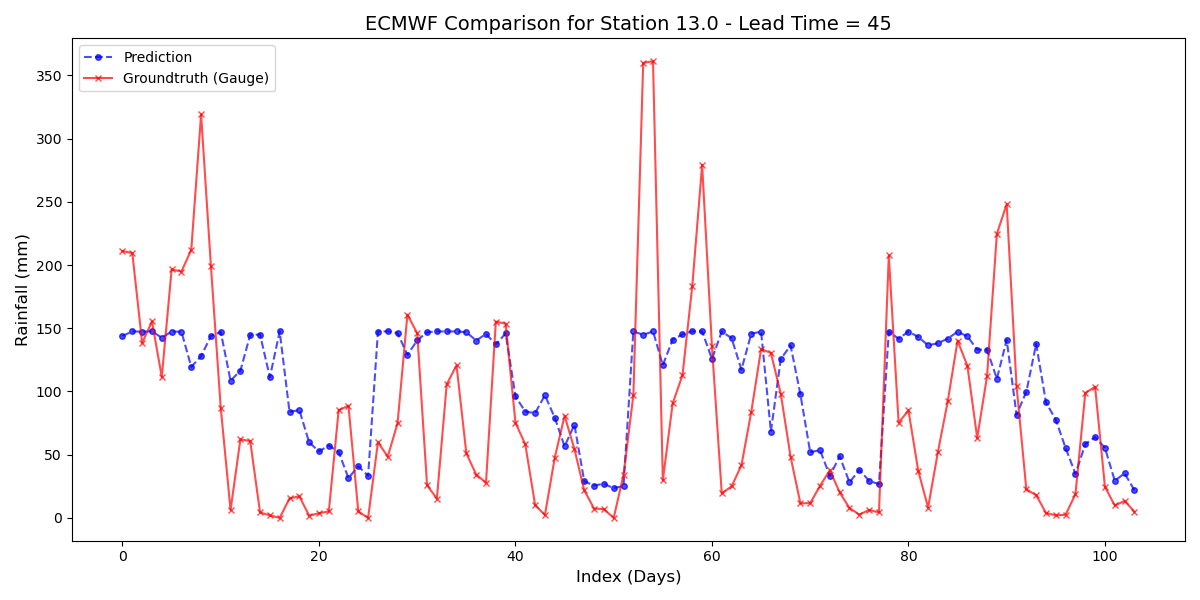 ECMWF Comparison for Station 13.0 - Lead Time = 45
Prediction
Groundtruth (Gauge)
Rainfall (mm)
350
300
250
200
150
100
50
0
0 20 40 60 80 100
Index (Days)